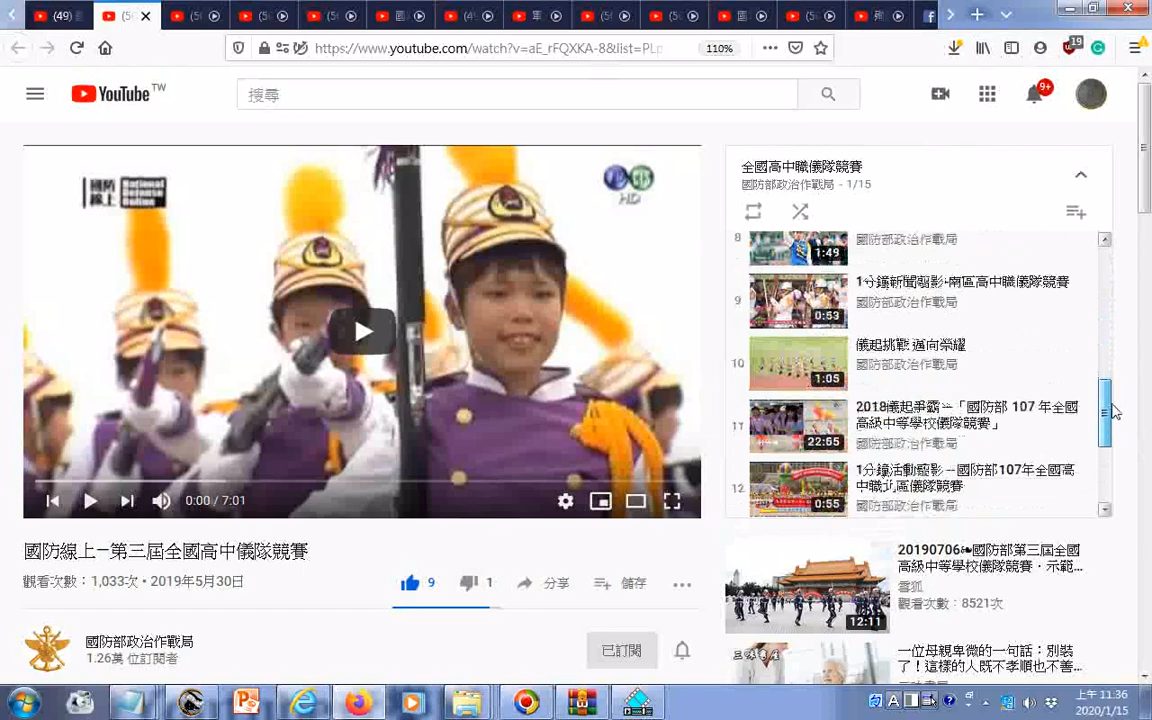 (49)
https://www.youtube.com/watch?v=aE_rFQXKA-8&list=PLp
110%
19
YouTube TW
搜尋
9+
國防線上 National Defense Online
HD
0:00 / 7:01
全國高中職儀隊競賽
國防部政治作戰局 - 1/15
8
國防部政治作戰局
1:49
9
1分鐘新聞剪影-南區高中職儀隊競賽
國防部政治作戰局
0:53
10
儀起挑戰 邁向榮耀
國防部政治作戰局
1:05
11
2018儀起爭霸--「國防部 107 年全國
高級中等學校儀隊競賽」
國防部政治作戰局
22:55
12
1分鐘活動剪影--國防部107年全國高
中職北區儀隊競賽
國防部政治作戰局
0:55
國防線上—第三屆全國高中儀隊競賽
觀看次數：1,033次 • 2019年5月30日
9
1
分享
儲存
國防部政治作戰局
1.26萬 位訂閱者
已訂閱
20190706 國防部第三屆全國
高級中等學校儀隊競賽．示範...
雪狐
觀看次數：8521次
12:11
一位母親卑微的一句話：別裝
了！這樣的人既不孝順也不善...
上午 11:36
2020/1/15